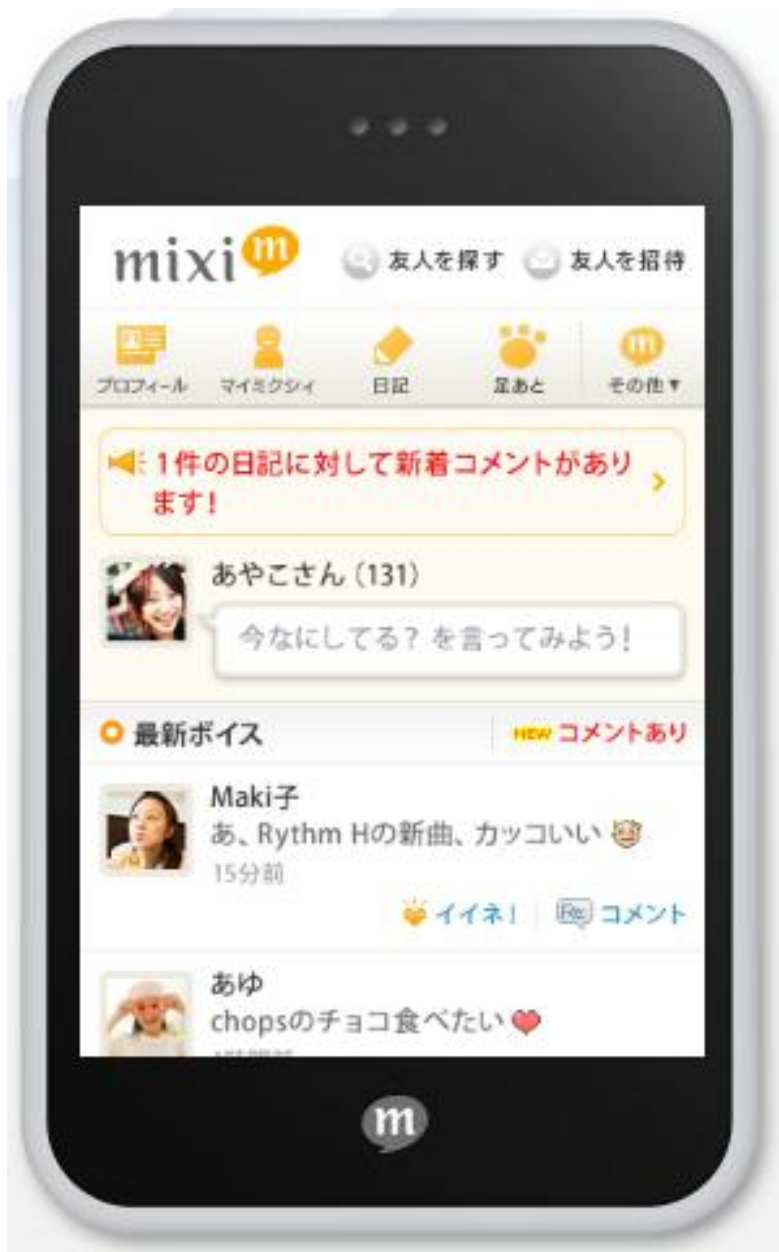 mixi m
友人を探す 友人を招待
プロフィール マイミクシィ 日記 足あと m その他▼
1件の日記に対して新着コメントがあり
ます!
あやこさん (131)
今なにしてる? を言ってみよう!
最新ボイス NEW コメントあり
Maki子
あ、Rythm Hの新曲、カッコいい
15分前
イイネ! Re: コメント
あゆ
chopsのチョコ食べたい
m